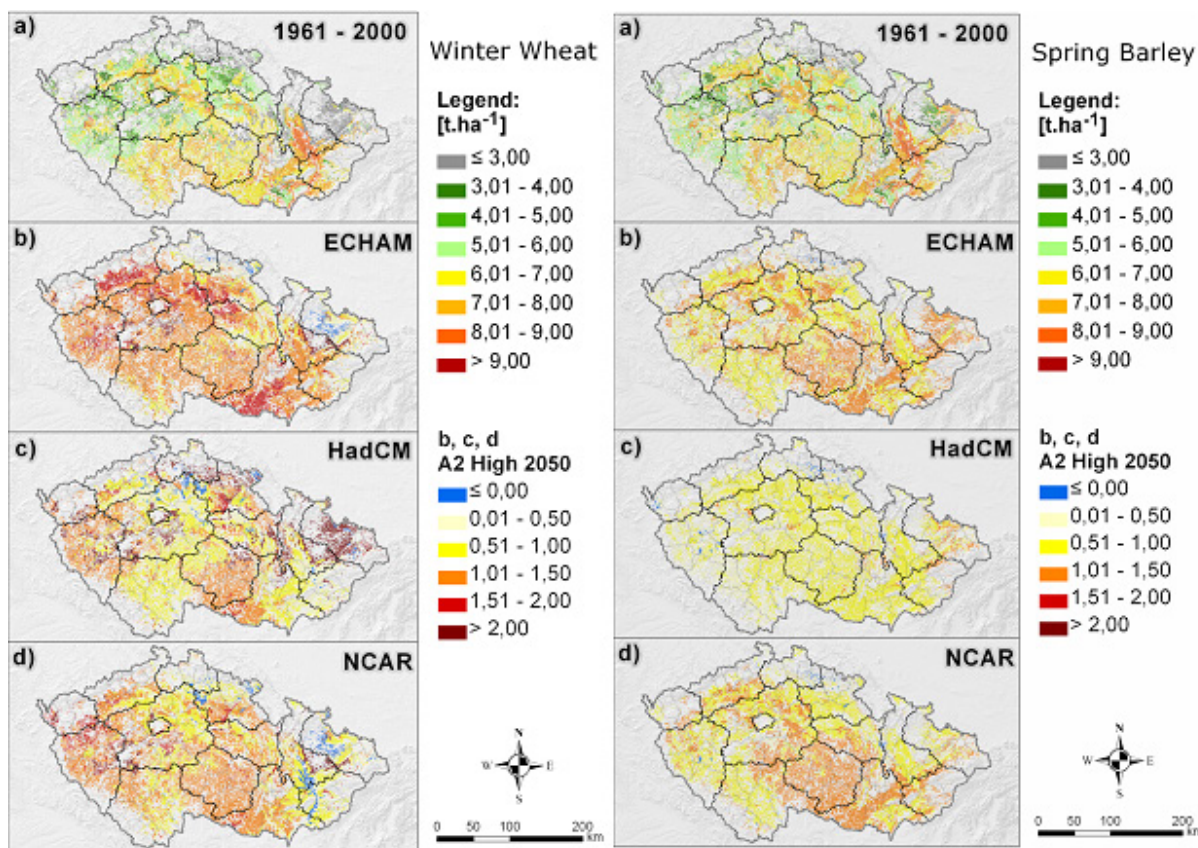 a)
1961 - 2000
Winter Wheat
Legend:
[t.ha⁻¹]
≤ 3,00
3,01 - 4,00
4,01 - 5,00
5,01 - 6,00
6,01 - 7,00
7,01 - 8,00
8,01 - 9,00
> 9,00
b)
ECHAM
c)
HadCM
b, c, d
A2 High 2050
≤ 0,00
0,01 - 0,50
0,51 - 1,00
1,01 - 1,50
1,51 - 2,00
> 2,00
d)
NCAR
N
W E
S
0 50 100 200
km
a)
1961 - 2000
Spring Barley
Legend:
[t.ha⁻¹]
≤ 3,00
3,01 - 4,00
4,01 - 5,00
5,01 - 6,00
6,01 - 7,00
7,01 - 8,00
8,01 - 9,00
> 9,00
b)
ECHAM
c)
HadCM
b, c, d
A2 High 2050
≤ 0,00
0,01 - 0,50
0,51 - 1,00
1,01 - 1,50
1,51 - 2,00
> 2,00
d)
NCAR
N
W E
S
0 50 100 200
km